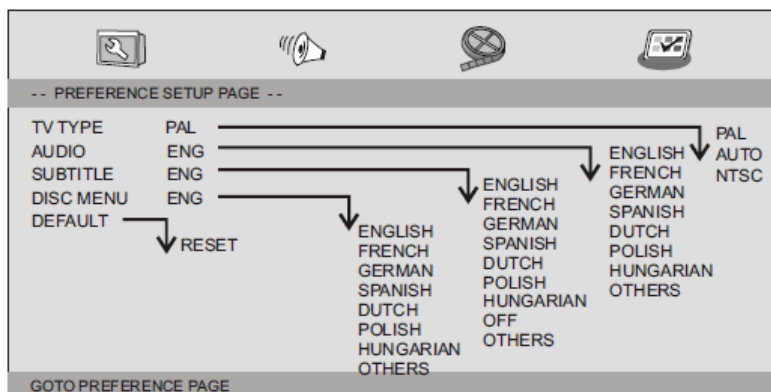 -- PREFERENCE SETUP PAGE --
TV TYPE PAL
AUDIO ENG
SUBTITLE ENG
DISC MENU ENG
DEFAULT
RESET
ENGLISH
FRENCH
GERMAN
SPANISH
DUTCH
POLISH
HUNGARIAN
OTHERS
ENGLISH
FRENCH
GERMAN
SPANISH
DUTCH
POLISH
HUNGARIAN
OFF
OTHERS
ENGLISH
FRENCH
GERMAN
SPANISH
DUTCH
POLISH
HUNGARIAN
OTHERS
PAL
AUTO
NTSC
GOTO PREFERENCE PAGE